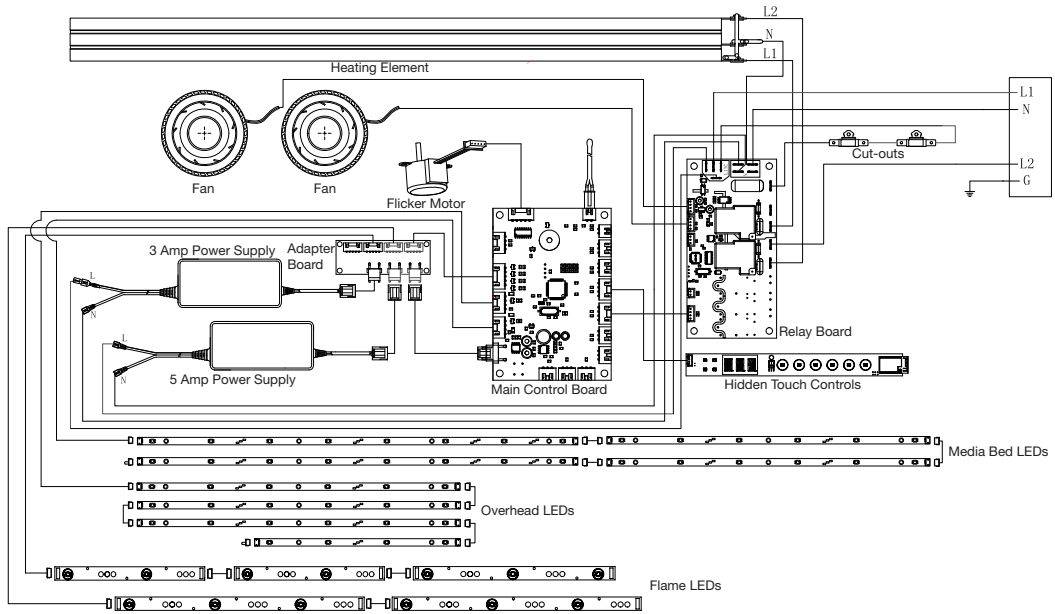 L2
N
L1
Heating Element
L1
N
Cut-outs
L2
G
Fan
Fan
Flicker Motor
3 Amp Power Supply
Adapter
Board
L
N
Relay Board
L
N
5 Amp Power Supply
Main Control Board
Hidden Touch Controls
Media Bed LEDs
Overhead LEDs
Flame LEDs